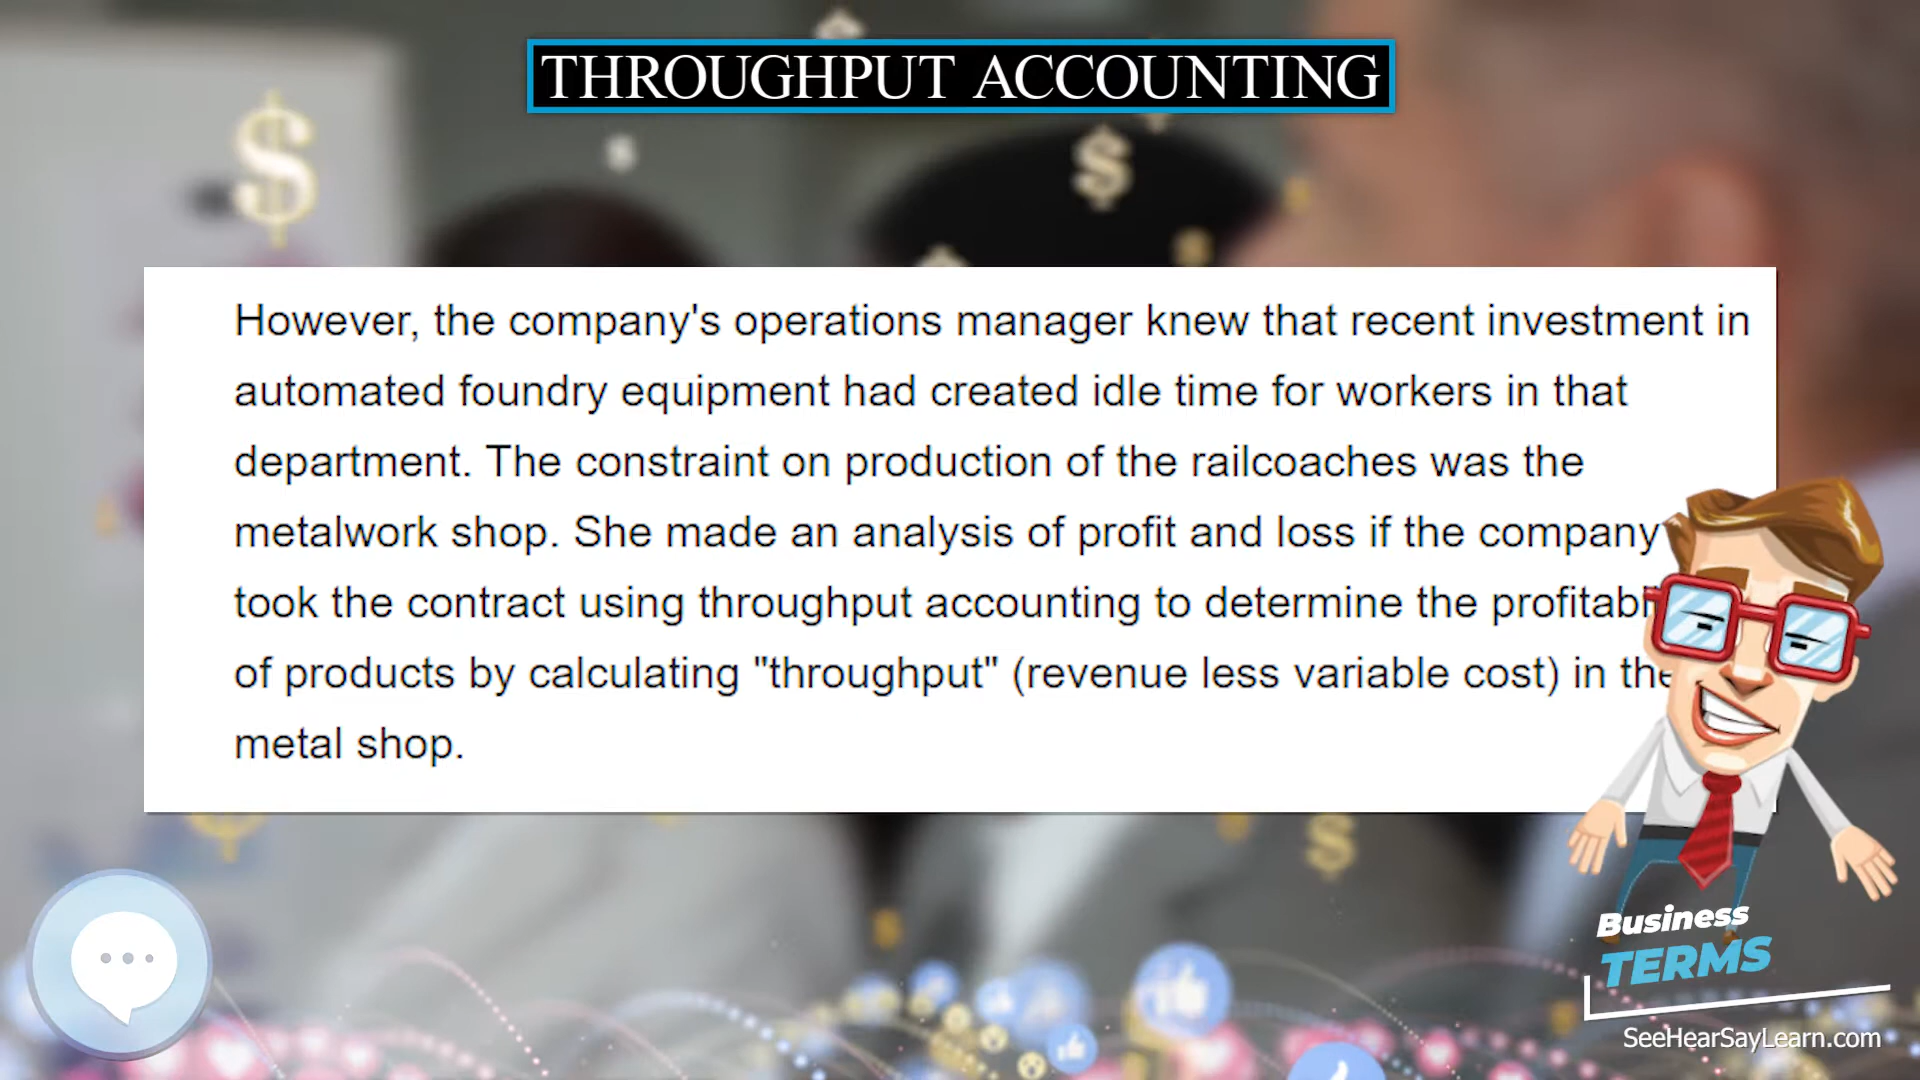 THROUGHPUT ACCOUNTING
However, the company's operations manager knew that recent investment in
automated foundry equipment had created idle time for workers in that
department. The constraint on production of the railcoaches was the
metalwork shop. She made an analysis of profit and loss if the company
took the contract using throughput accounting to determine the
of products by calculating "throughput" (revenue less variable cost) in the
metal shop.
Business
TERMS
SeeHearSayLearn.com